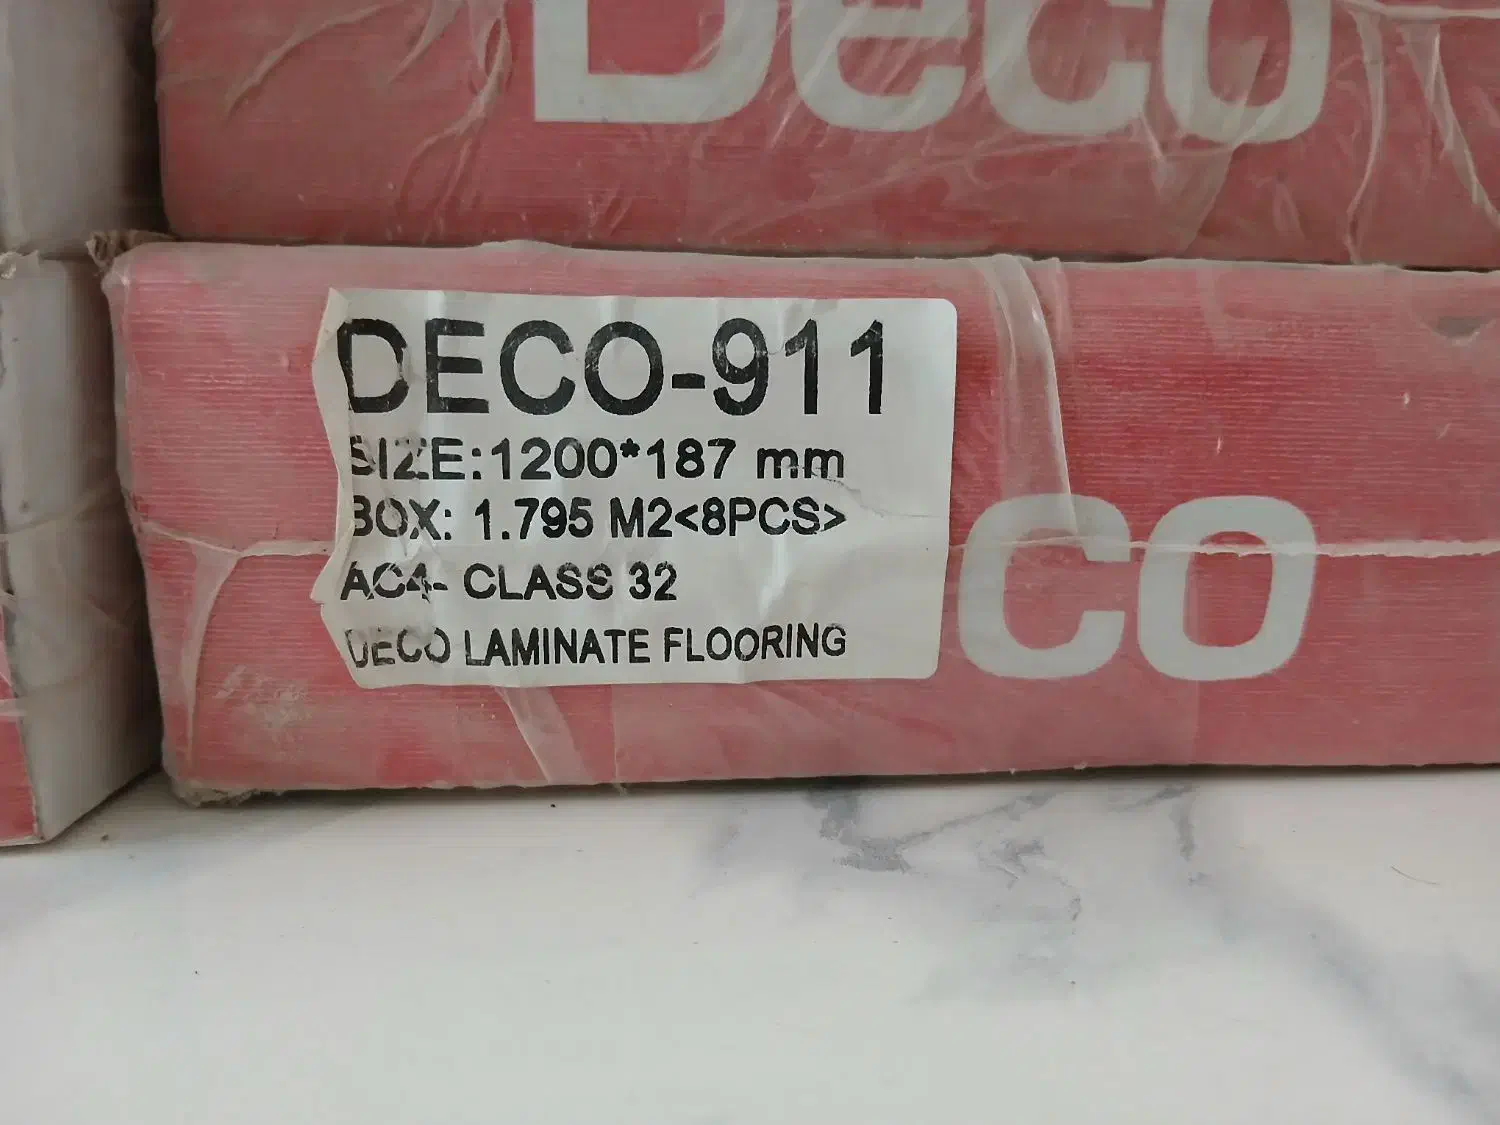 Deco
DECO-911
SIZE:1200*187 mm
BOX: 1.795 M2<8PCS>
AC4- CLASS 32
DECO LAMINATE FLOORING
co